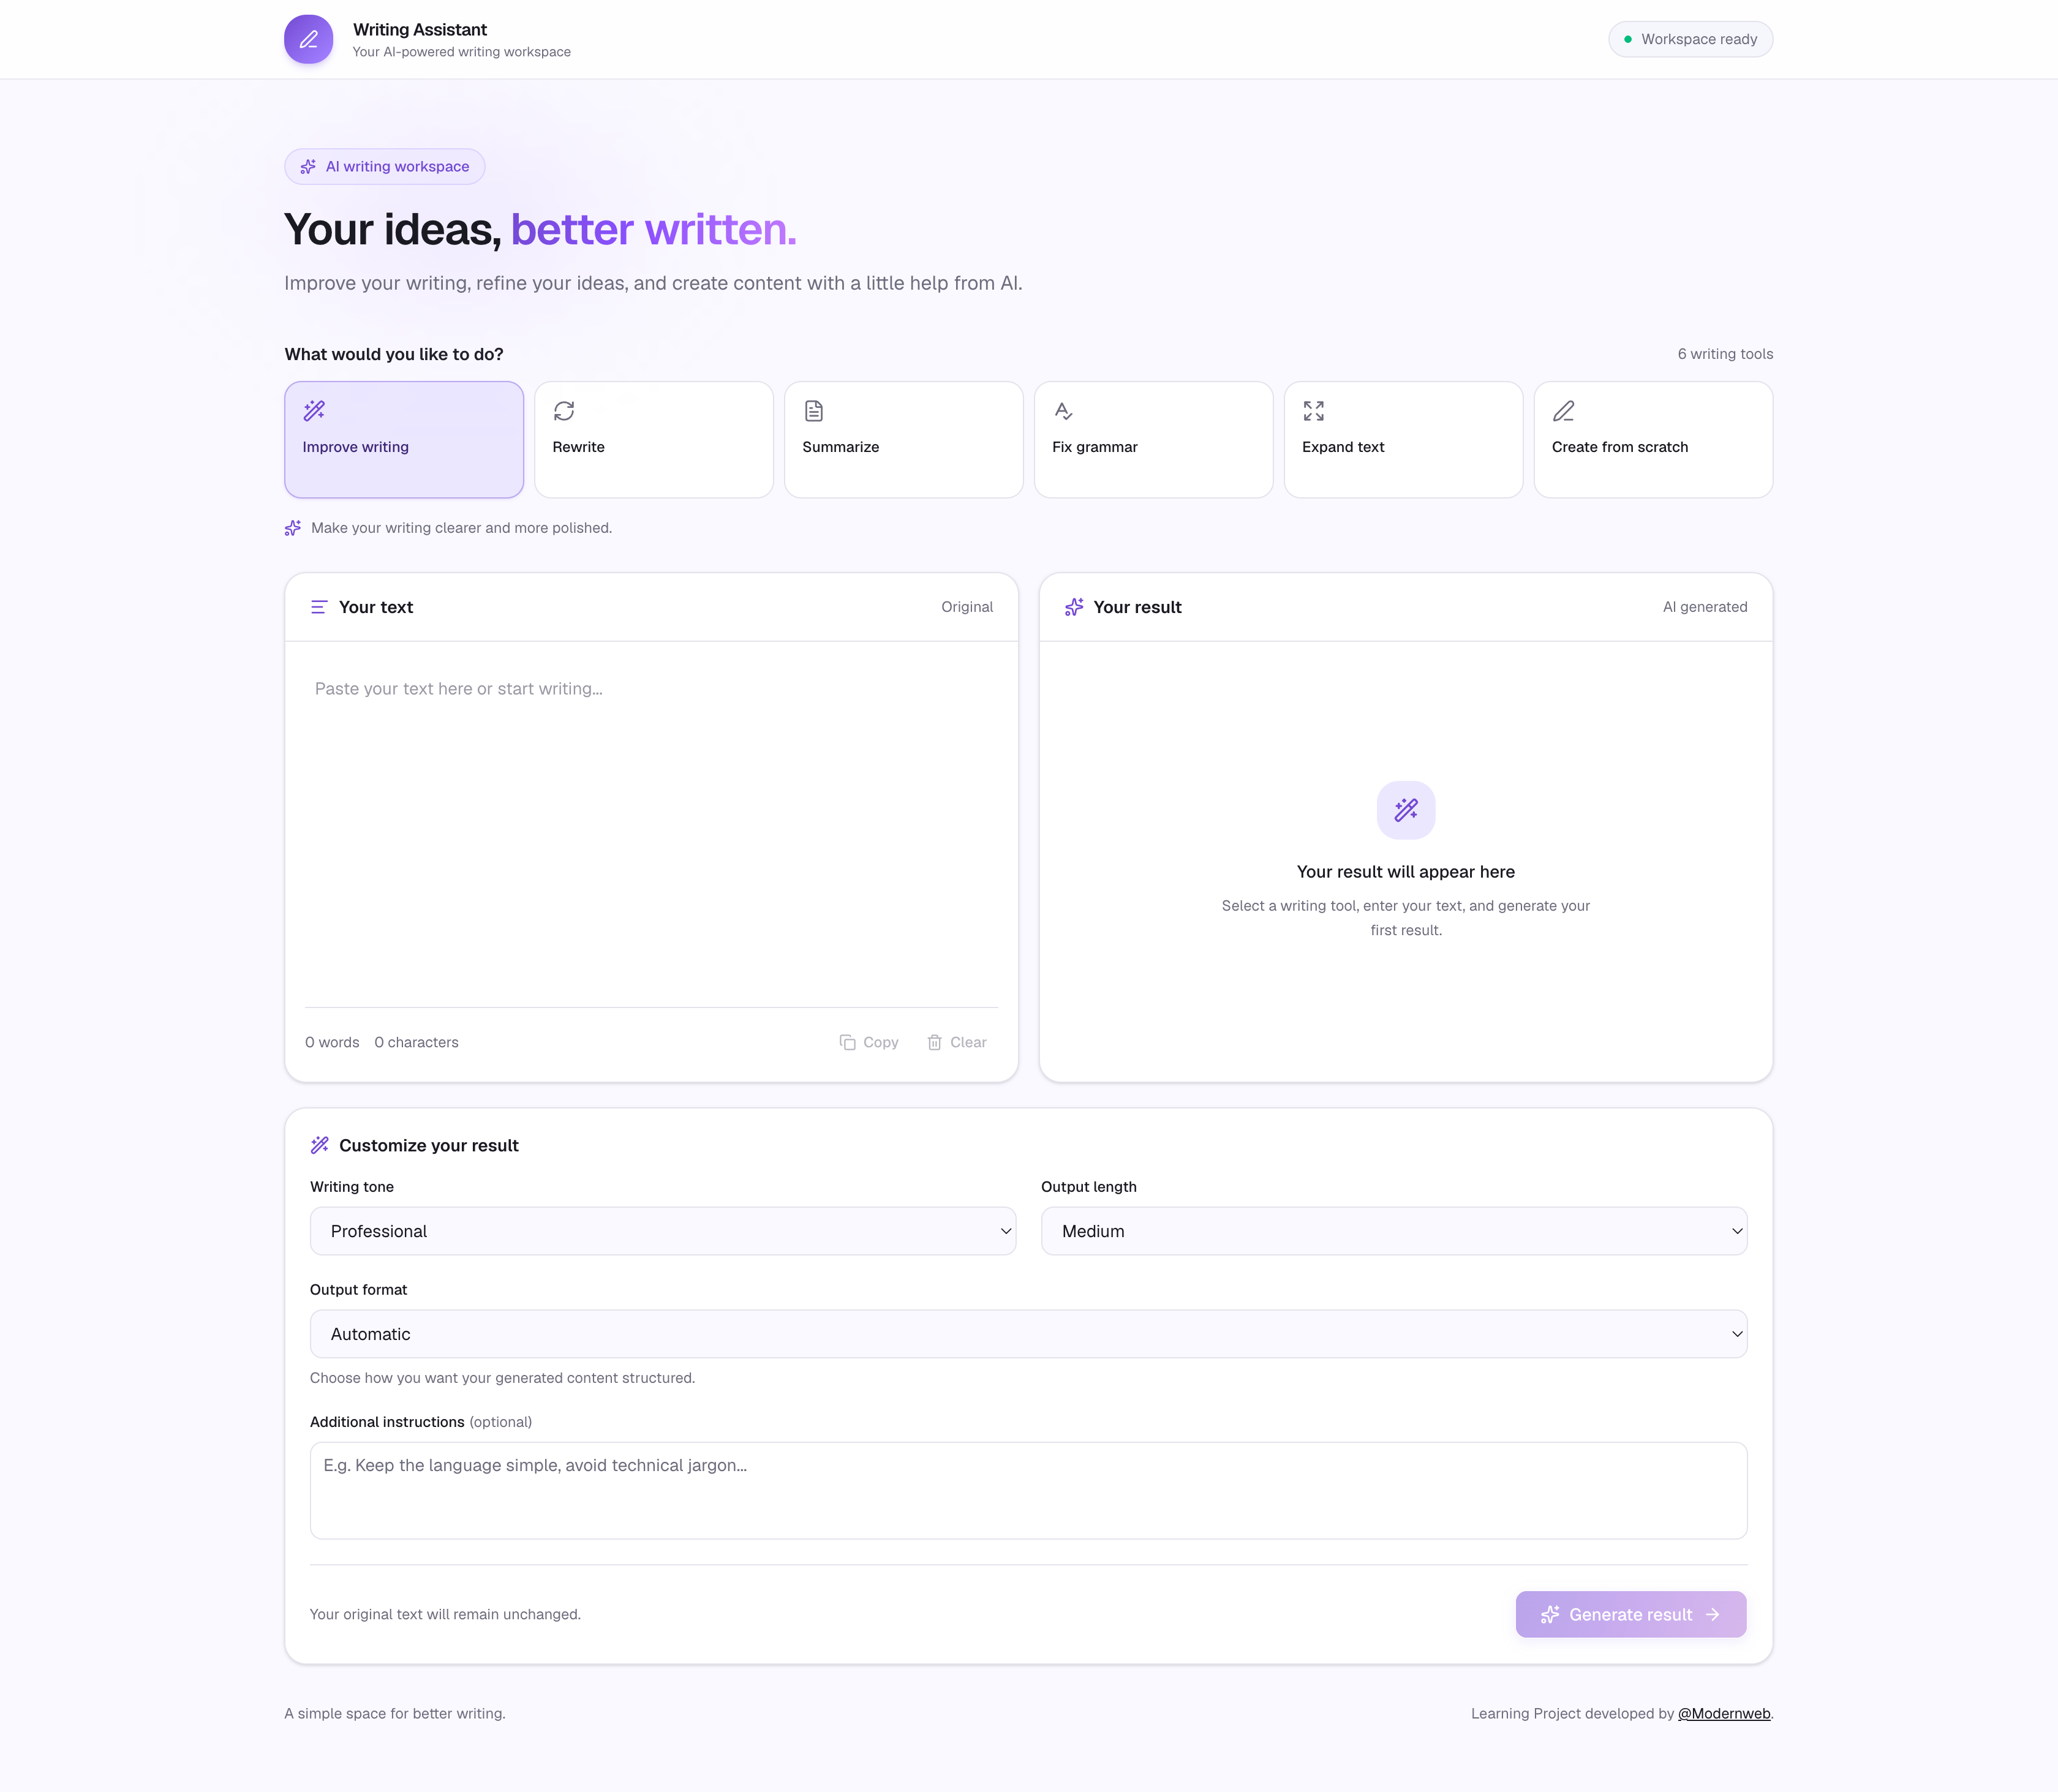 Writing Assistant
Your AI-powered writing workspace
Workspace ready
AI writing workspace
Your ideas, better written.
Improve your writing, refine your ideas, and create content with a little help from AI.
What would you like to do?
6 writing tools
Improve writing
Rewrite
Summarize
Fix grammar
Expand text
Create from scratch
Make your writing clearer and more polished.
Your text
Original
Paste your text here or start writing...
0 words
0 characters
Copy
Clear
Your result
AI generated
Your result will appear here
Select a writing tool, enter your text, and generate your
first result.
Customize your result
Writing tone
Professional
Output length
Medium
Output format
Automatic
Choose how you want your generated content structured.
Additional instructions (optional)
E.g. Keep the language simple, avoid technical jargon...
Your original text will remain unchanged.
Generate result
A simple space for better writing.
Learning Project developed by @Modernweb.